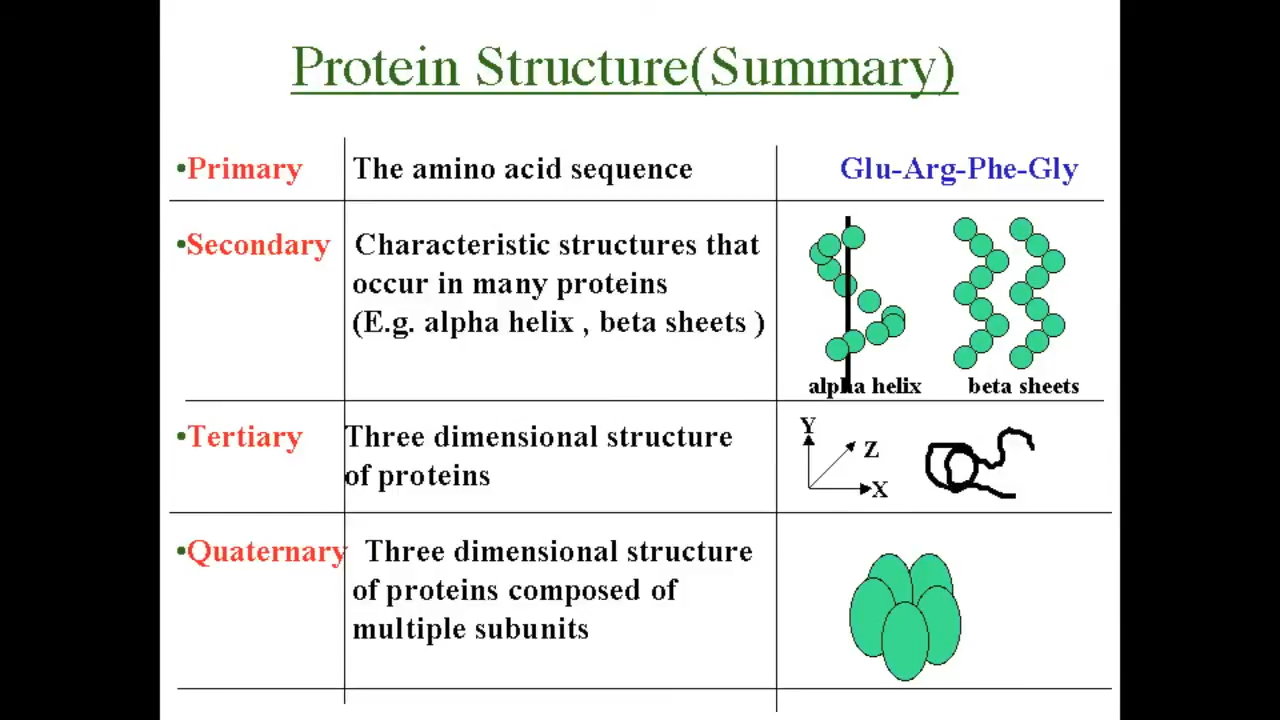 Protein Structure(Summary)
•Primary
The amino acid sequence
Glu-Arg-Phe-Gly
•Secondary
Characteristic structures that
occur in many proteins
(E.g. alpha helix , beta sheets )
alpha helix
beta sheets
•Tertiary
Three dimensional structure
of proteins
Y
Z
X
•Quaternary
Three dimensional structure
of proteins composed of
multiple subunits